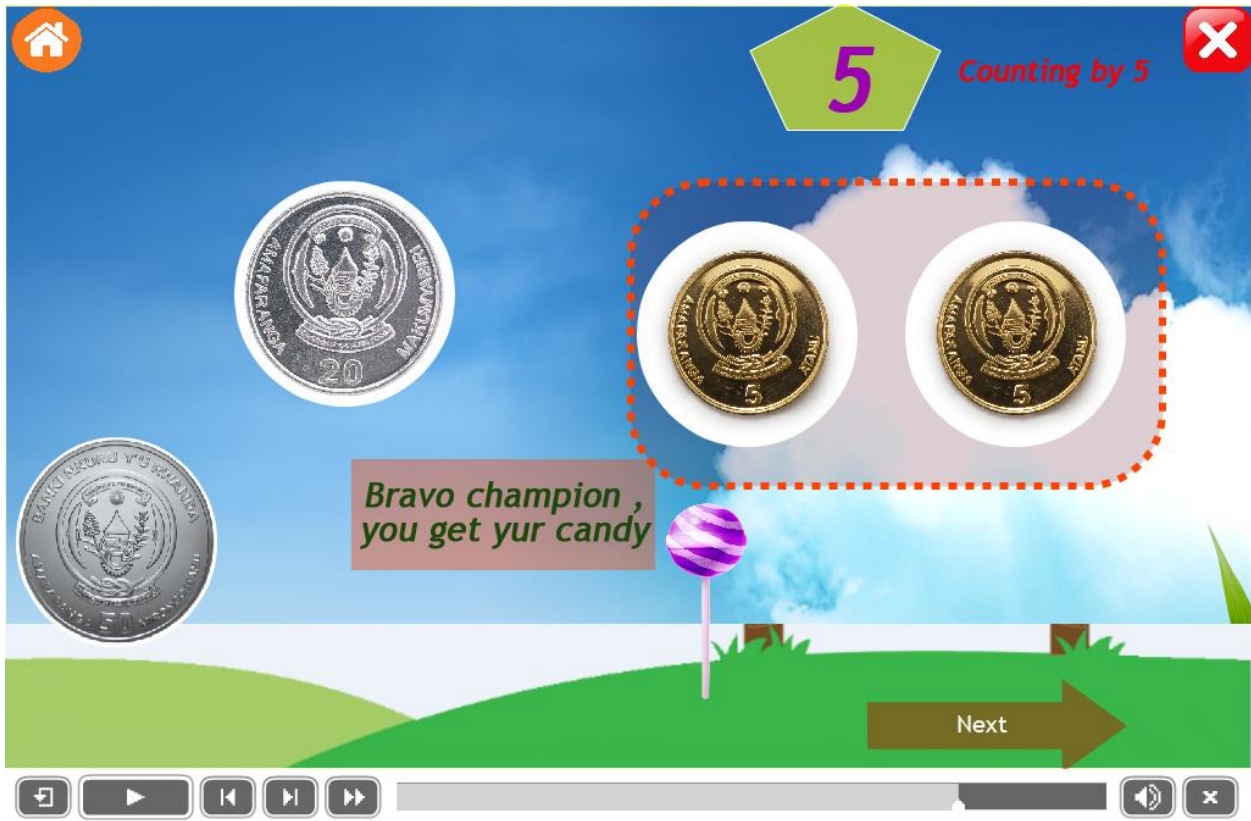 5
Counting by 5
AMAFARANGA MAKUMYABIRI
20
AMAFARANGA ATANU
5
AMAFARANGA ATANU
5
BANKI NKURU Y'U RWANDA
50
Bravo champion ,
you get yur candy
Next